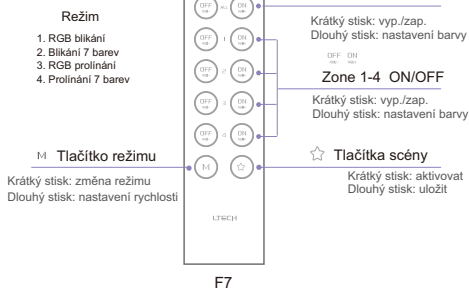 Režim
1. RGB blikání
2. Blikání 7 barev
3. RGB prolínání
4. Prolínání 7 barev
OFF ALL ON
OFF 1 ON
OFF 2 ON
OFF 3 ON
OFF 4 ON
M
Krátký stisk: vyp./zap.
Dlouhý stisk: nastavení barvy
OFF ON
Zone 1-4 ON/OFF
Krátký stisk: vyp./zap.
Dlouhý stisk: nastavení barvy
M Tlačítko režimu
Krátký stisk: změna režimu
Dlouhý stisk: nastavení rychlosti
Tlačítka scény
Krátký stisk: aktivovat
Dlouhý stisk: uložit
LTECH
F7